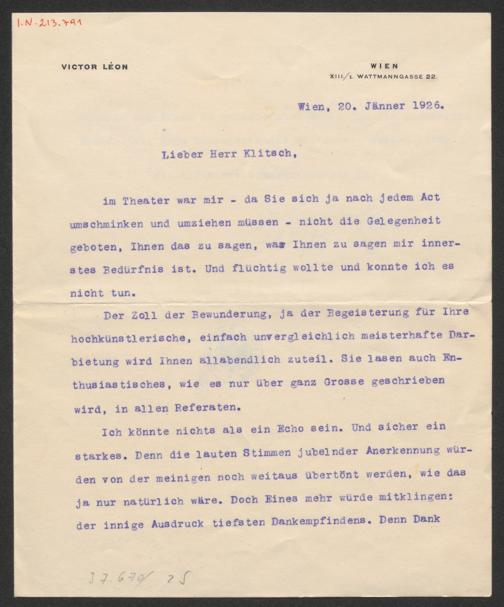 I.N-213.791
VICTOR LÉON
WIEN
XIII/1. WATTMANNGASSE 22.
Wien, 20. Jänner 1926.
Lieber Herr Klitsch,
im Theater war mir - da Sie sich ja nach jedem Act
umschminken und umziehen müssen - nicht die Gelegenheit
geboten, Ihnen das zu sagen, was Ihnen zu sagen mir inner-
stes Bedürfnis ist. Und flüchtig wollte und konnte ich es
nicht tun.
Der Zoll der Bewunderung, ja der Begeisterung für Ihre
hochkünstlerische, einfach unvergleichlich meisterhafte Dar-
bietung wird Ihnen allabendlich zuteil. Sie lasen auch En-
thusiastisches, wie es nur über ganz Grosse geschrieben
wird, in allen Referaten.
Ich könnte nichts als ein Echo sein. Und sicher ein
starkes. Denn die lauten Stimmen jubelnder Anerkennung wür-
den von der meinigen noch weitaus übertönt werden, wie das
ja nur natürlich wäre. Doch Eines mehr würde mitklingen:
der innige Ausdruck tiefsten Dankempfindens. Denn Dank